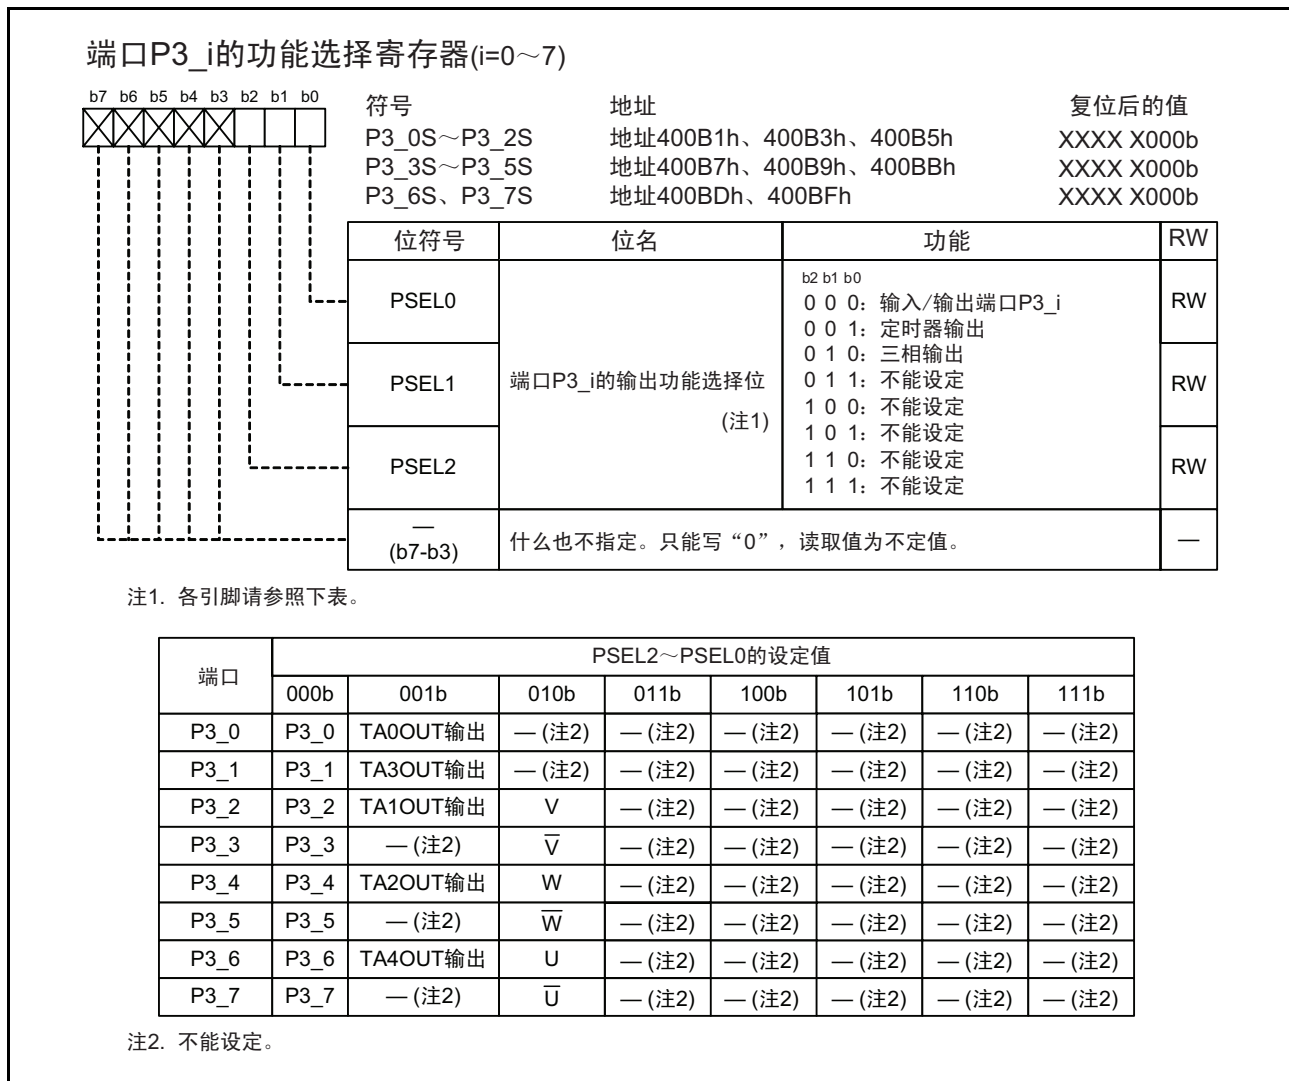 端口P3_i的功能选择寄存器(i=0～7)
b7 b6 b5 b4 b3 b2 b1 b0
符号 地址 复位后的值
P3_0S～P3_2S 地址400B1h、400B3h、400B5h XXXX X000b
P3_3S～P3_5S 地址400B7h、400B9h、400BBh XXXX X000b
P3_6S、P3_7S 地址400BDh、400BFh XXXX X000b
位符号 位名 功能 RW
PSEL0 RW
PSEL1 RW
PSEL2 RW
端口P3_i的输出功能选择位
(注1)
b2 b1 b0
0 0 0：输入/输出端口P3_i
0 0 1：定时器输出
0 1 0：三相输出
0 1 1：不能设定
1 0 0：不能设定
1 0 1：不能设定
1 1 0：不能设定
1 1 1：不能设定
—
(b7-b3) 什么也不指定。只能写“0”，读取值为不定值。 —
注1. 各引脚请参照下表。
端口 PSEL2～PSEL0的设定值
000b 001b 010b 011b 100b 101b 110b 111b
P3_0 P3_0 TA0OUT输出 — (注2) — (注2) — (注2) — (注2) — (注2) — (注2)
P3_1 P3_1 TA3OUT输出 — (注2) — (注2) — (注2) — (注2) — (注2) — (注2)
P3_2 P3_2 TA1OUT输出 V — (注2) — (注2) — (注2) — (注2) — (注2)
P3_3 P3_3 — (注2) V̅ — (注2) — (注2) — (注2) — (注2) — (注2)
P3_4 P3_4 TA2OUT输出 W — (注2) — (注2) — (注2) — (注2) — (注2)
P3_5 P3_5 — (注2) W̅ — (注2) — (注2) — (注2) — (注2) — (注2)
P3_6 P3_6 TA4OUT输出 U — (注2) — (注2) — (注2) — (注2) — (注2)
P3_7 P3_7 — (注2) U̅ — (注2) — (注2) — (注2) — (注2) — (注2)
注2. 不能设定。